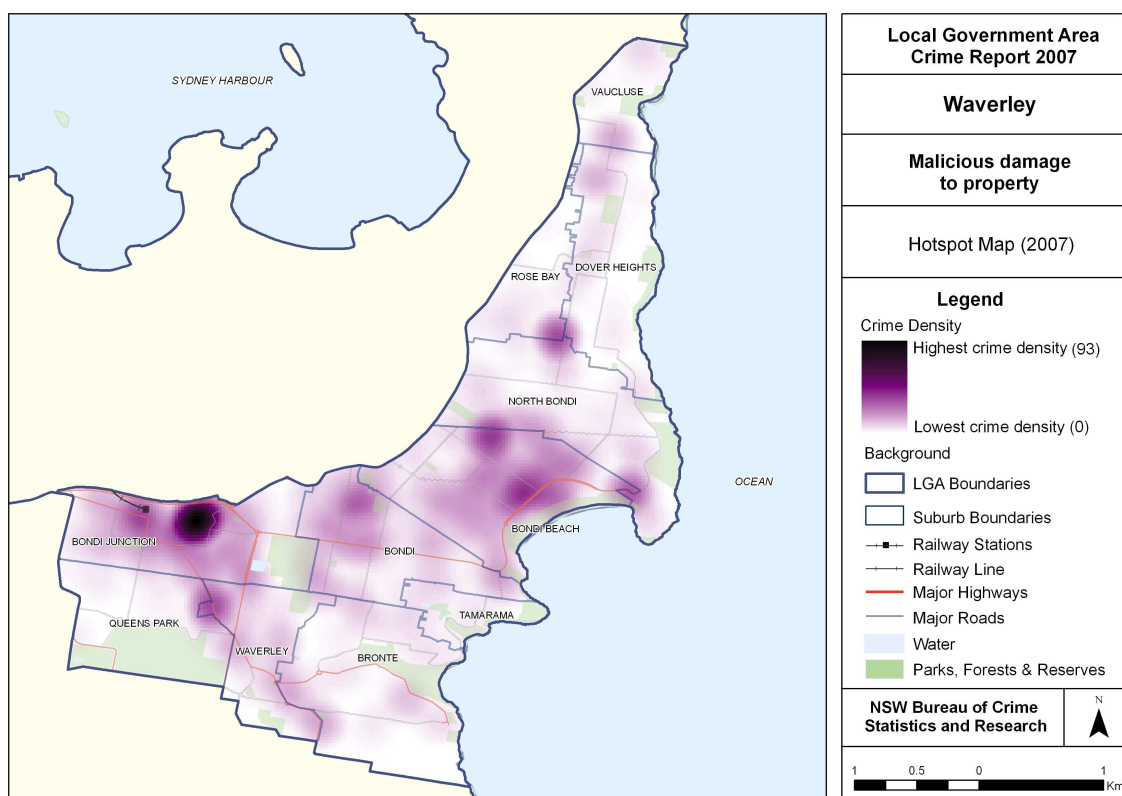 SYDNEY HARBOUR
VAUCLUSE
ROSE BAY
DOVER HEIGHTS
NORTH BONDI
OCEAN
BONDI BEACH
BONDI JUNCTION
BONDI
TAMARAMA
QUEENS PARK
WAVERLEY
BRONTE
Local Government Area
Crime Report 2007
Waverley
Malicious damage
to property
Hotspot Map (2007)
Legend
Crime Density
Highest crime density (93)
Lowest crime density (0)
Background
LGA Boundaries
Suburb Boundaries
Railway Stations
Railway Line
Major Highways
Major Roads
Water
Parks, Forests & Reserves
NSW Bureau of Crime
Statistics and Research
N
1 0.5 0 1
Km